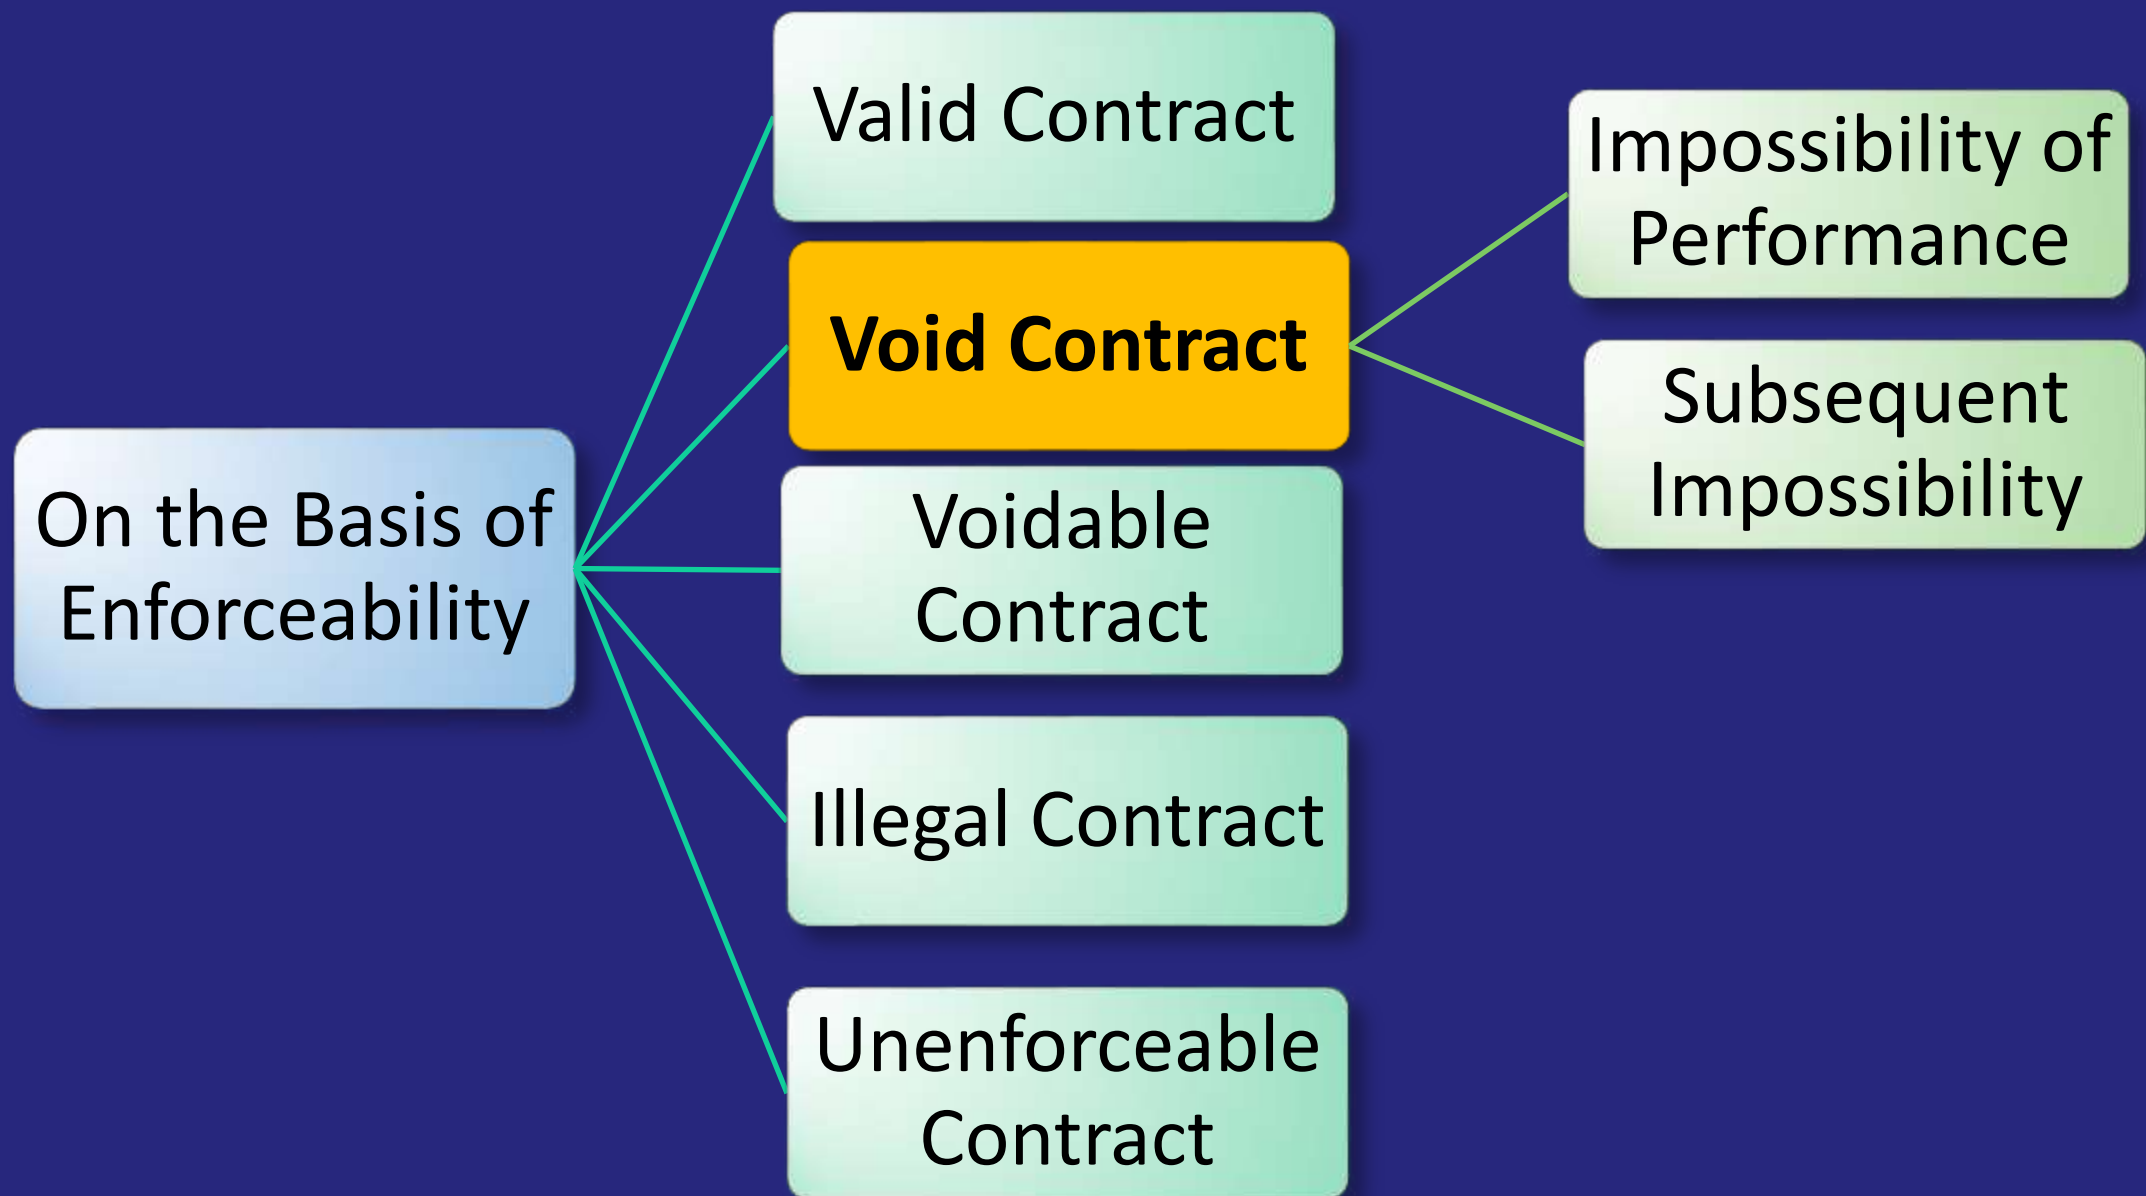 On the Basis of
Enforceability
Valid Contract
Void Contract
Impossibility of
Performance
Subsequent
Impossibility
Voidable
Contract
Illegal Contract
Unenforceable
Contract